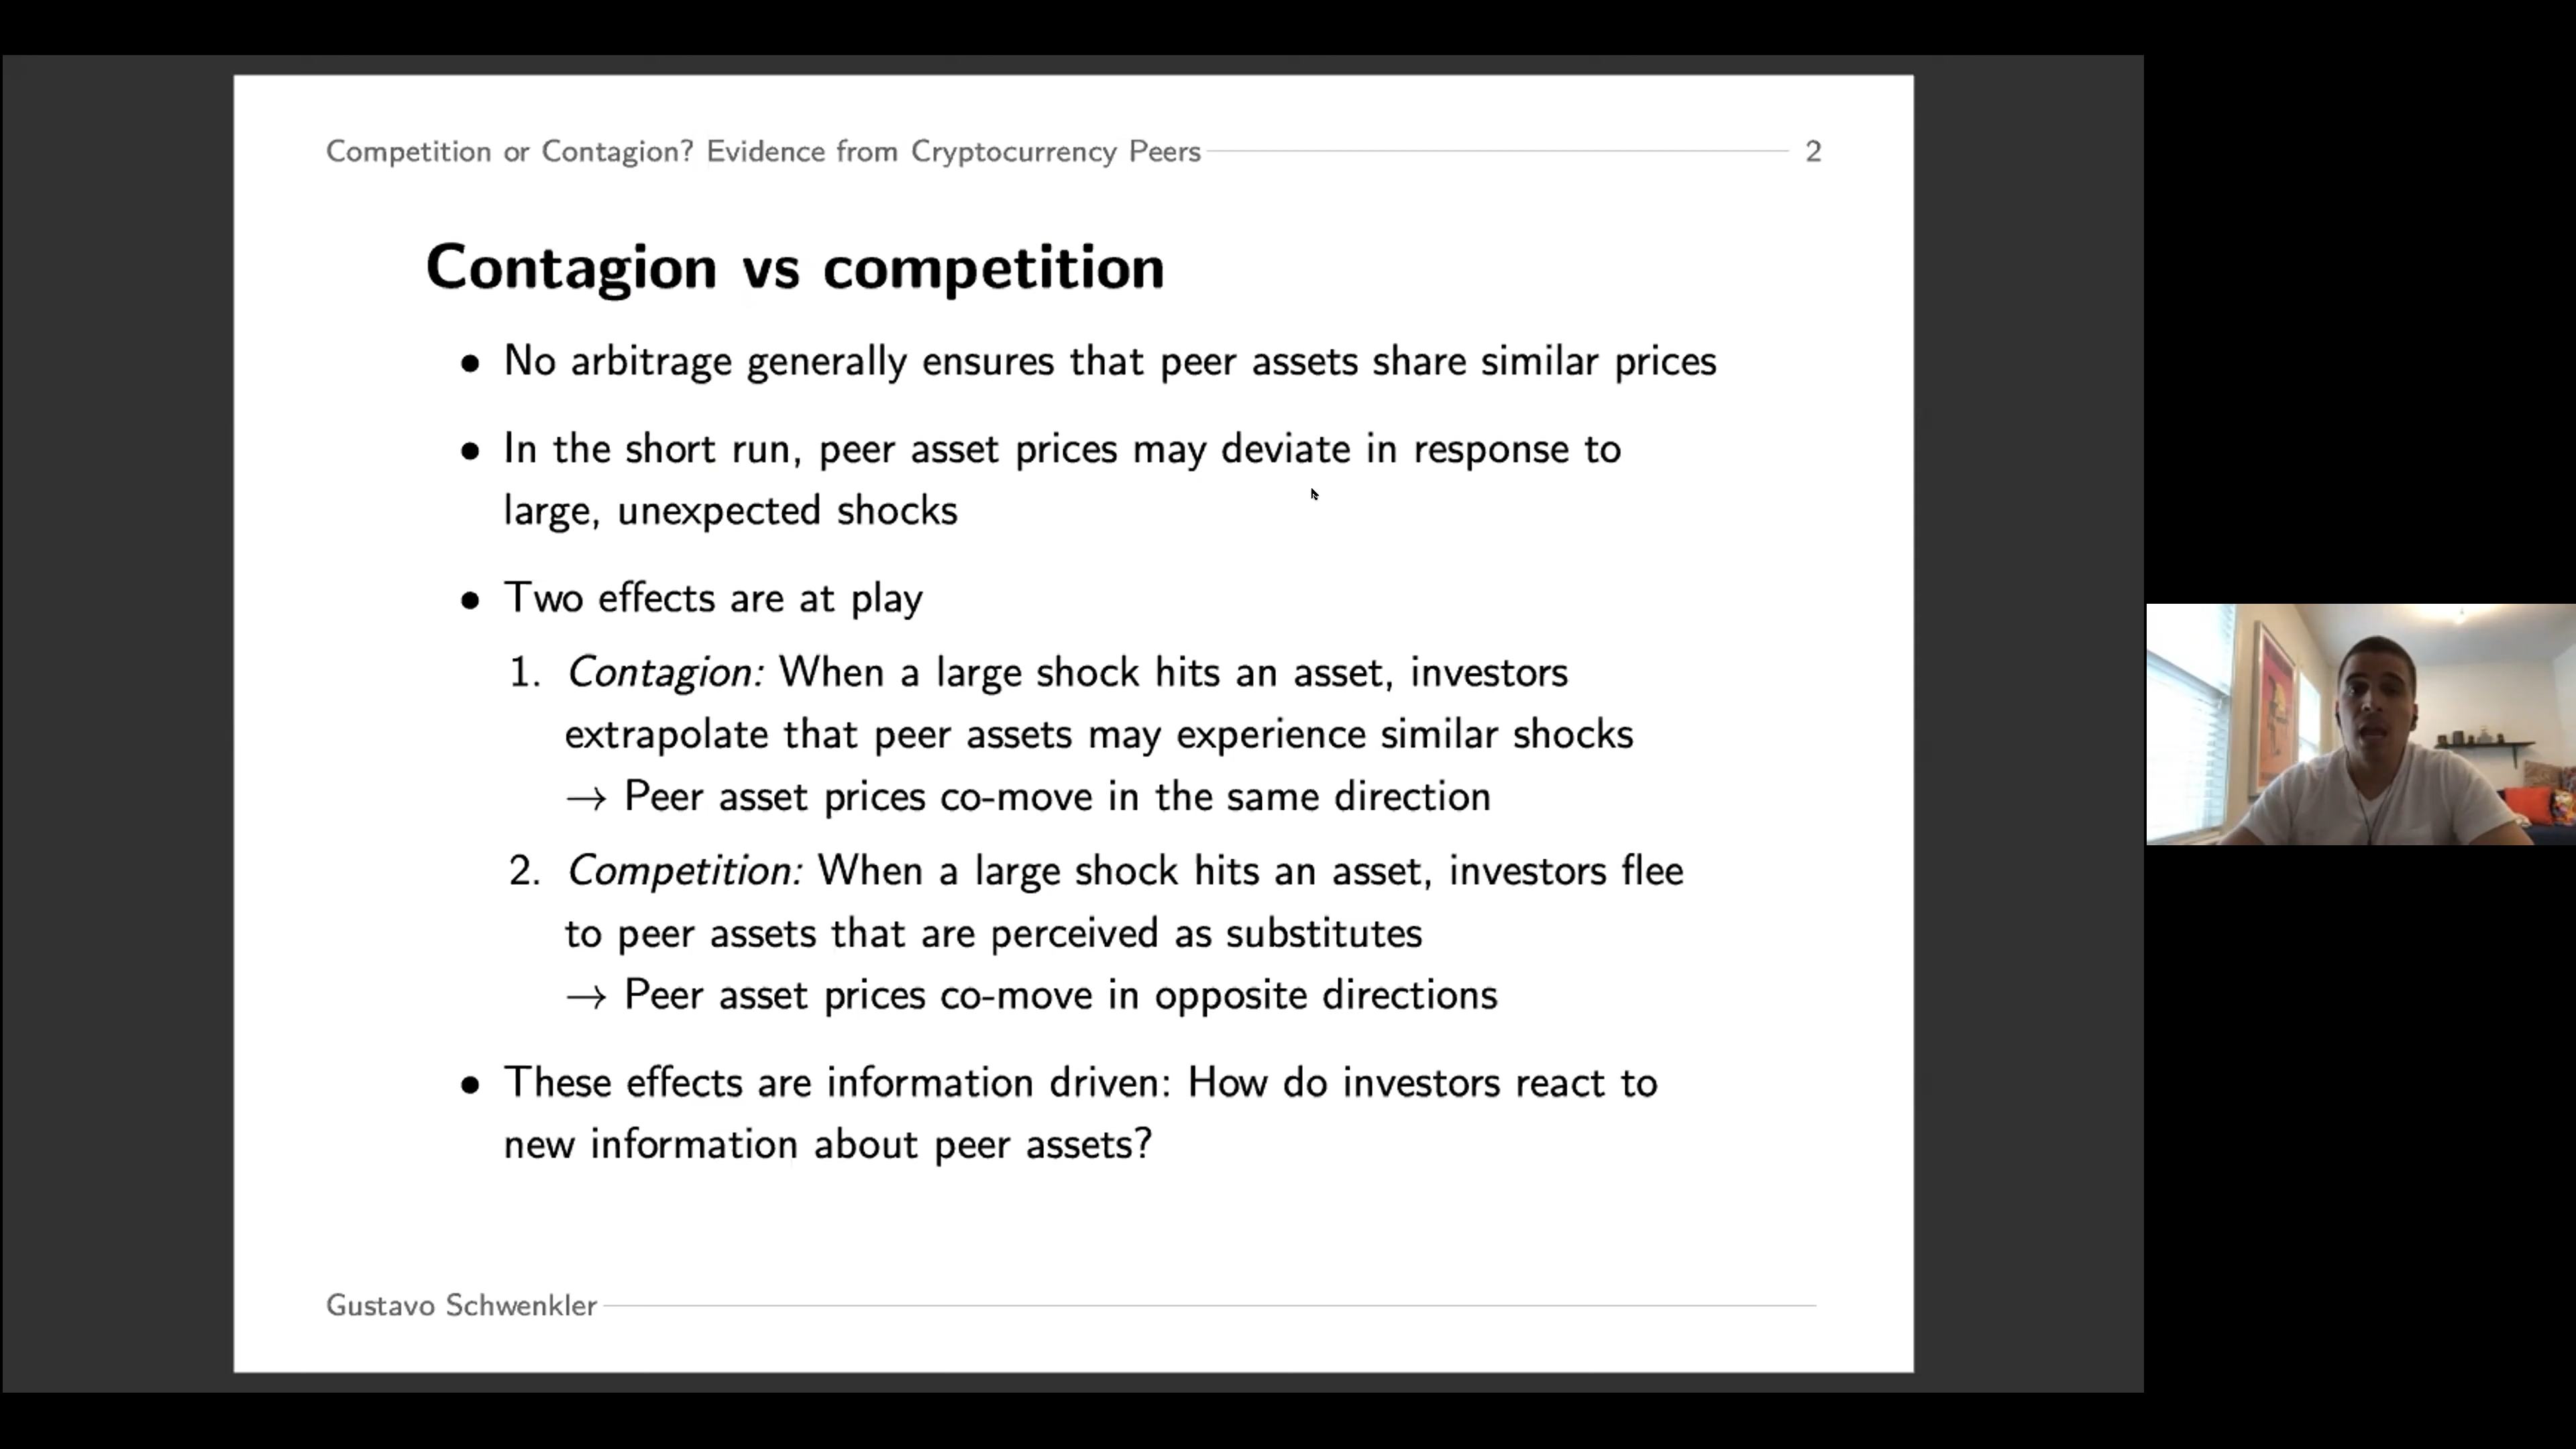 Competition or Contagion? Evidence from Cryptocurrency Peers 2
Contagion vs competition
• No arbitrage generally ensures that peer assets share similar prices
• In the short run, peer asset prices may deviate in response to
large, unexpected shocks
• Two effects are at play
1. Contagion: When a large shock hits an asset, investors
extrapolate that peer assets may experience similar shocks
→ Peer asset prices co-move in the same direction
2. Competition: When a large shock hits an asset, investors flee
to peer assets that are perceived as substitutes
→ Peer asset prices co-move in opposite directions
• These effects are information driven: How do investors react to
new information about peer assets?
Gustavo Schwenkler